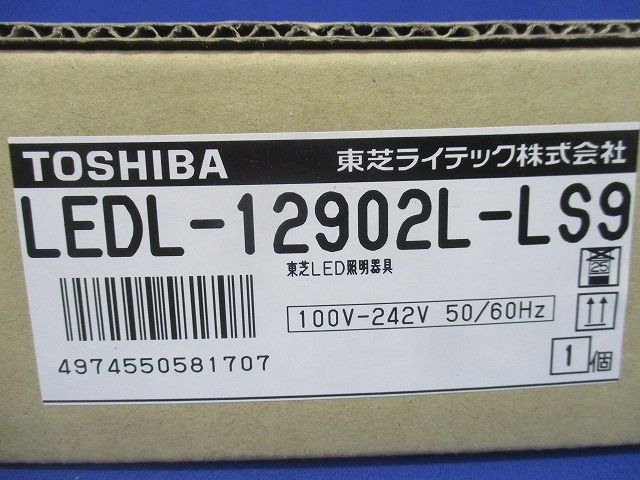 TOSHIBA 東芝ライテック株式会社
LEDL-12902L-LS9
東芝LED照明器具
25
100V-242V 50/60Hz
4974550581707
1個